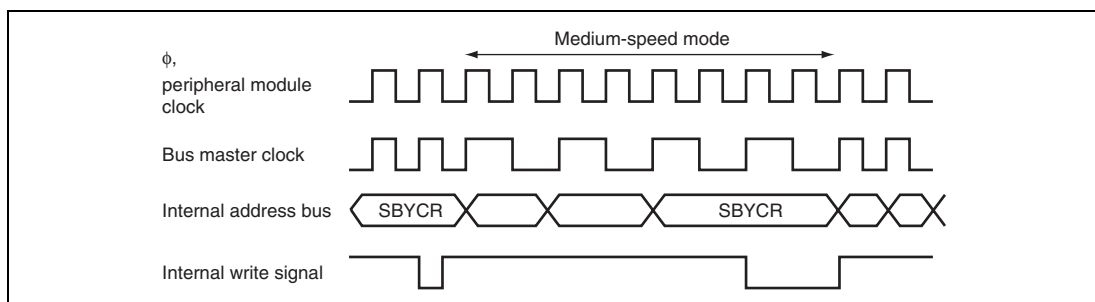 Medium-speed mode
ϕ,
peripheral module
clock
Bus master clock
Internal address bus
SBYCR
SBYCR
Internal write signal